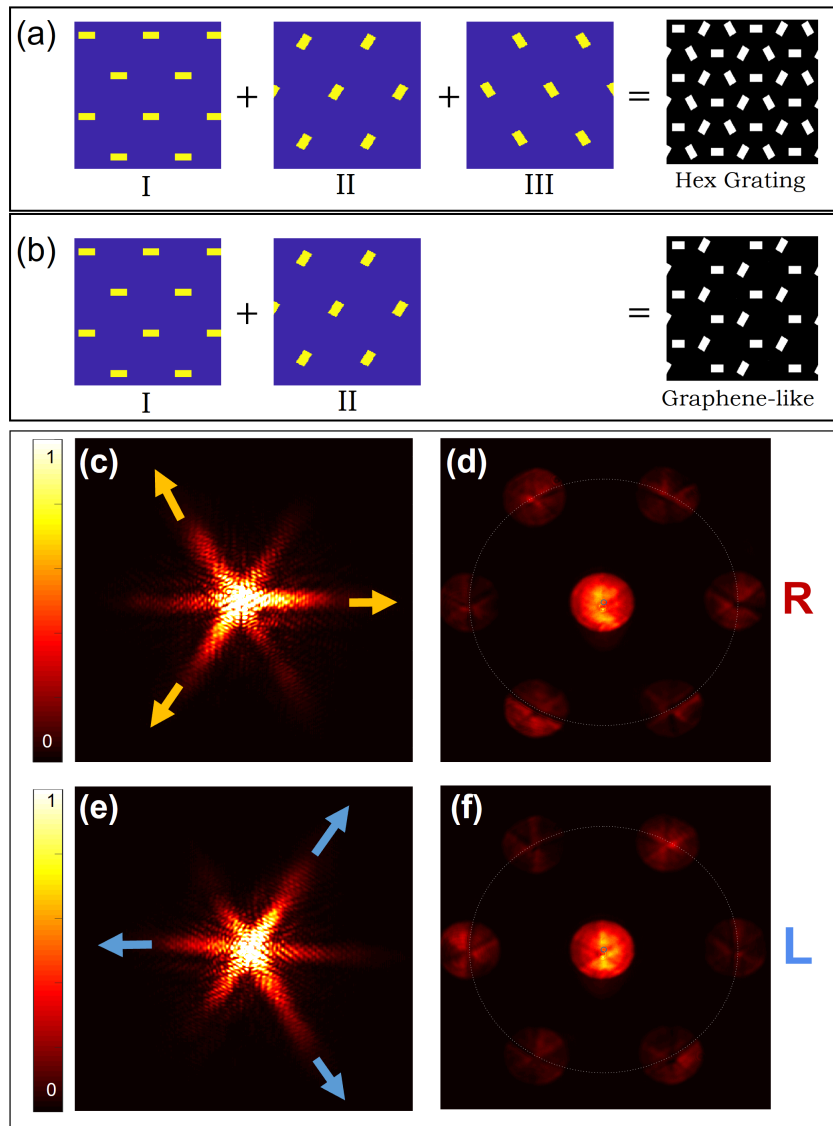 (a)
+ + =
I II III Hex Grating
(b)
+ =
I II Graphene-like
1
(c)
(d)
R
0
1
(e)
(f)
L
0